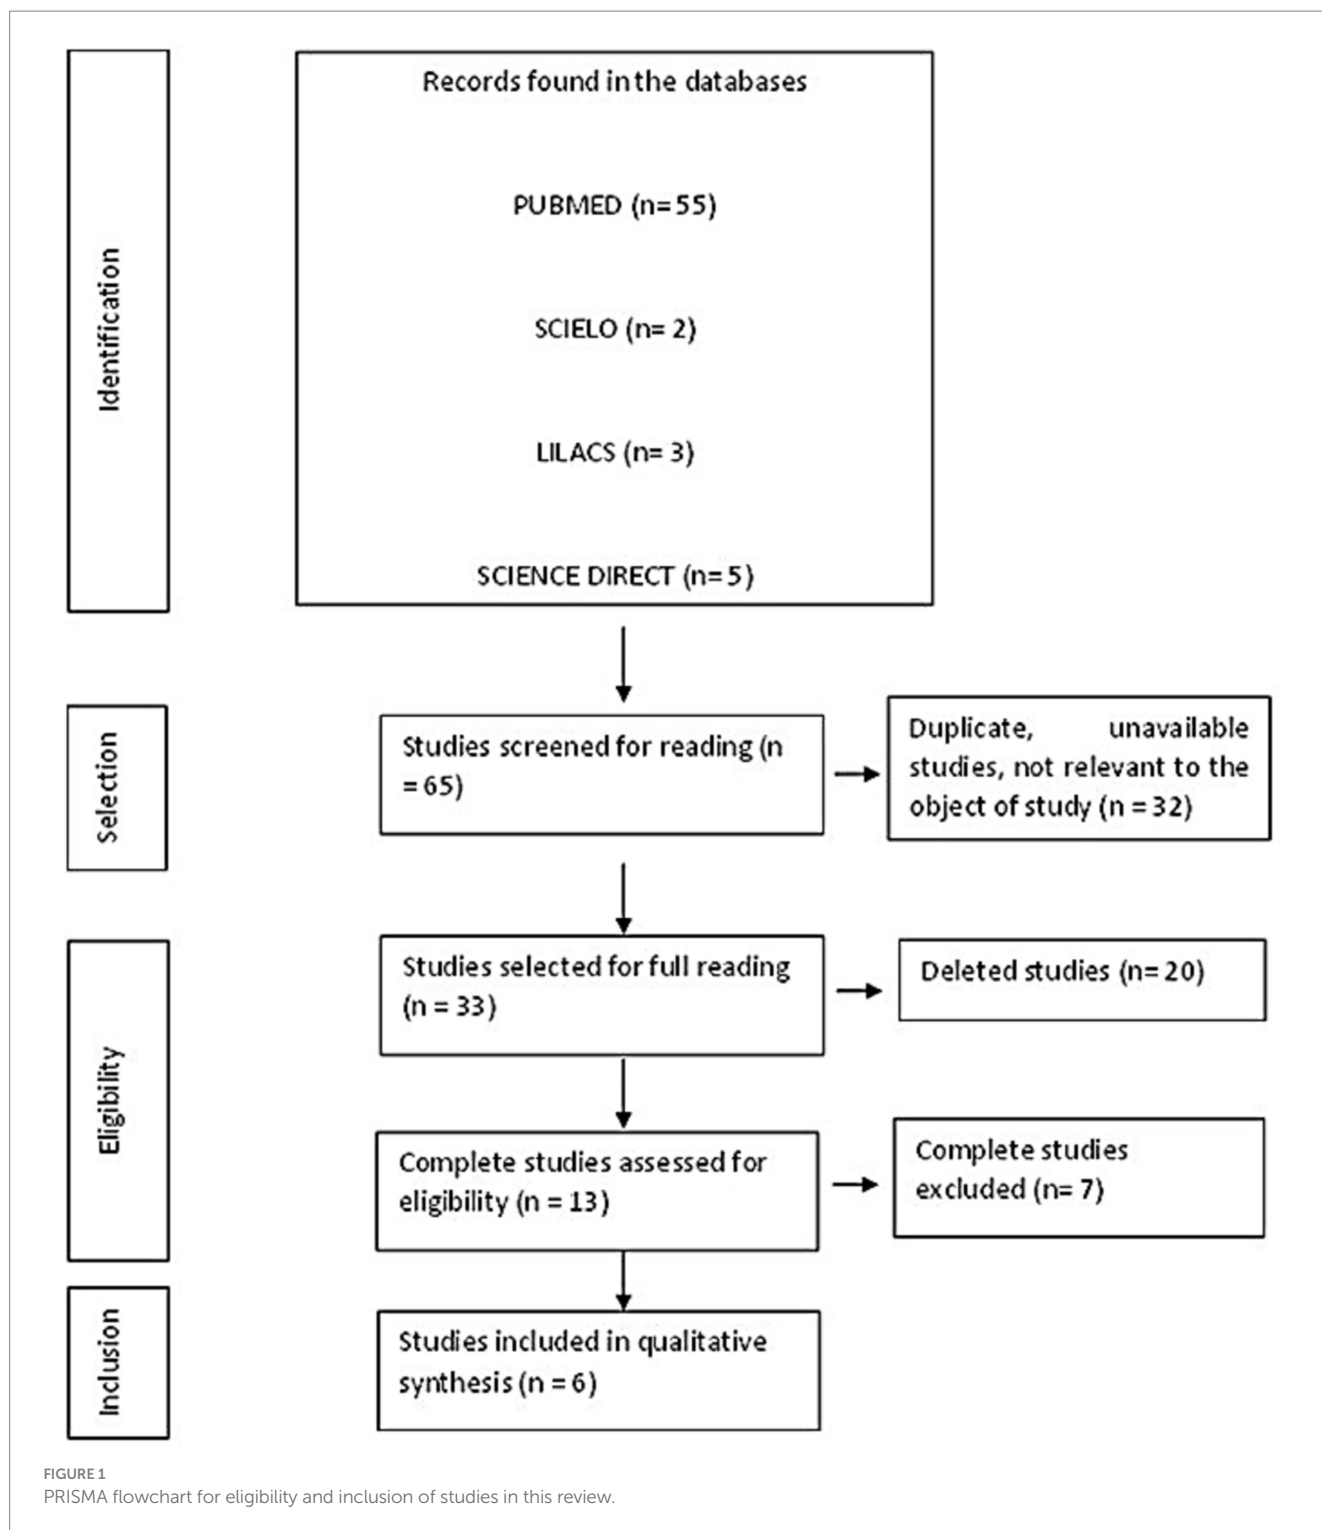 Identification
Records found in the databases
PUBMED (n= 55)
SCIELO (n= 2)
LILACS (n= 3)
SCIENCE DIRECT (n= 5)
Selection
Studies screened for reading (n
= 65)
Duplicate, unavailable
studies, not relevant to the
object of study (n = 32)
Eligibility
Studies selected for full reading
(n = 33)
Deleted studies (n= 20)
Complete studies assessed for
eligibility (n = 13)
Complete studies
excluded (n= 7)
Inclusion
Studies included in qualitative
synthesis (n = 6)
FIGURE 1
PRISMA flowchart for eligibility and inclusion of studies in this review.